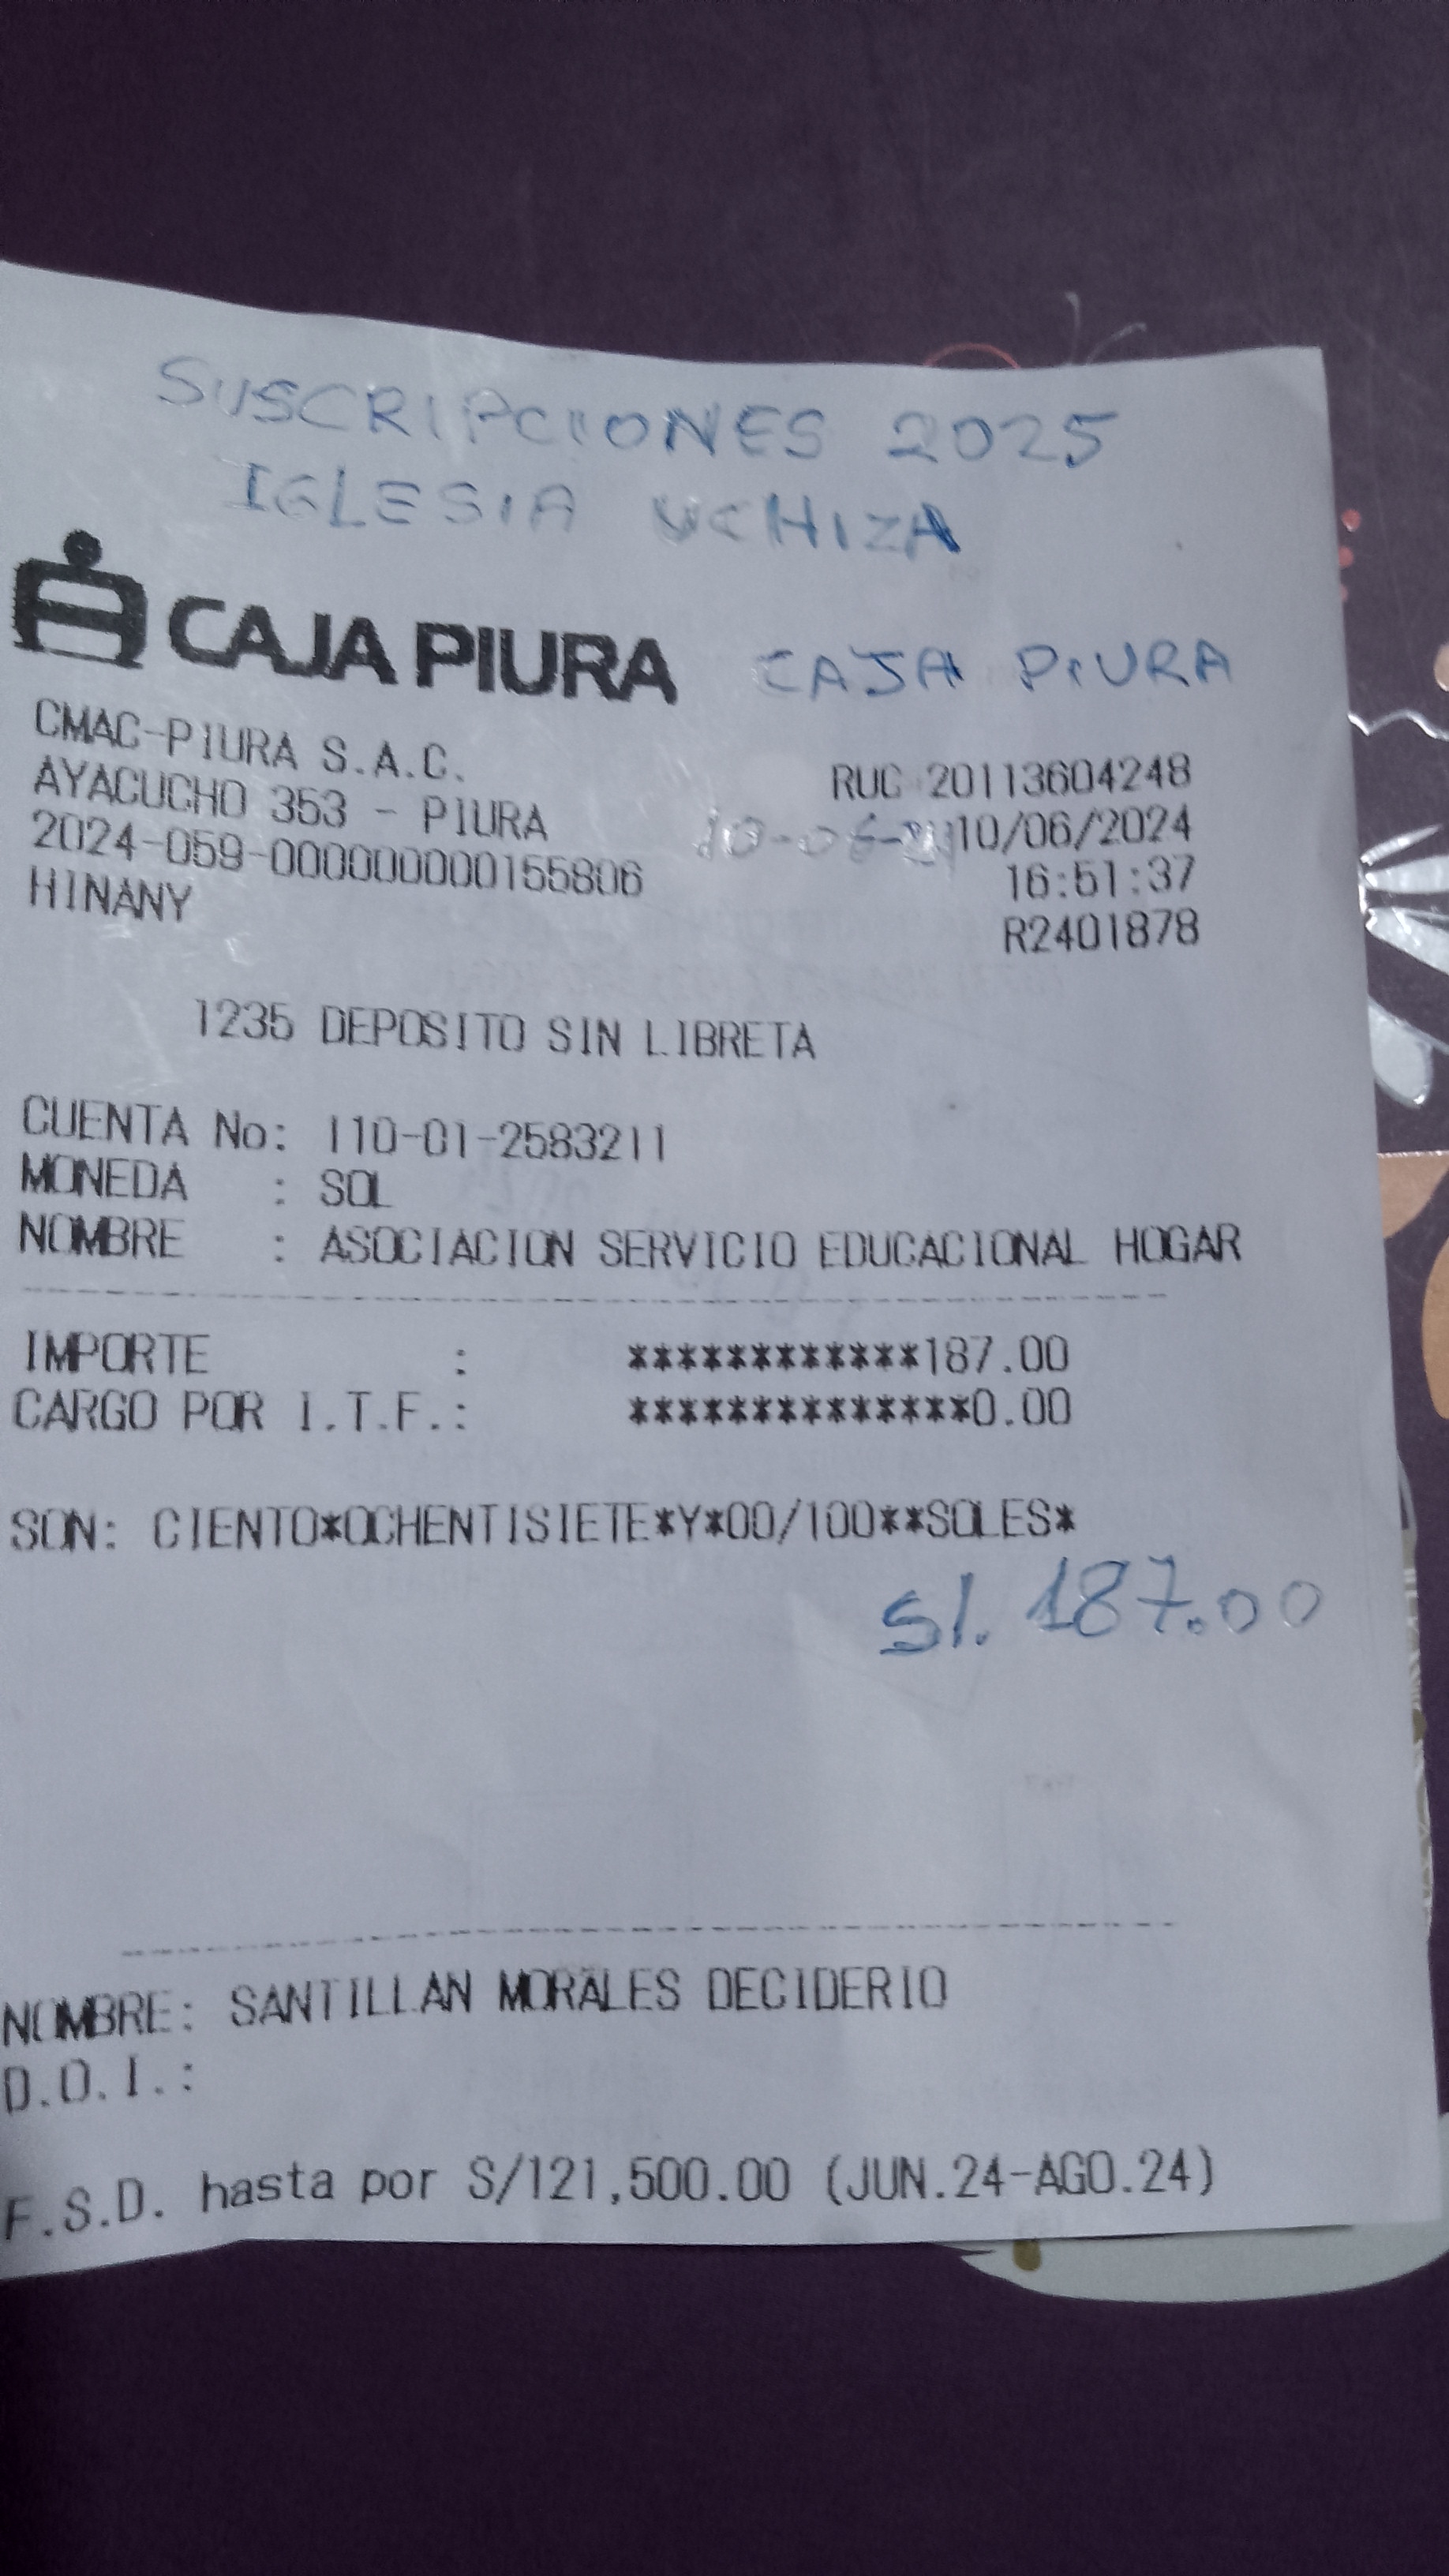 SUSCRIPCIONES 2025
IGLESIA UCHIZA
CAJA PIURA CAJA PIURA
CMAC-PIURA S.A.C.
RUC 20113604248
AYACUCHO 353 - PIURA
10-06-24 10/06/2024
2024-059-000000000155806
16:51:37
HINANY
R2401878
1235 DEPOSITO SIN LIBRETA
CUENTA No: 110-01-2583211
MONEDA : SOL
NOMBRE : ASOCIACION SERVICIO EDUCACIONAL HOGAR
IMPORTE : ************187.00
CARGO POR I.T.F.: **************0.00
SON: CIENTO*OCHENTISIETE*Y*00/100**SOLES*
S/. 187.00
NOMBRE: SANTILLAN MORALES DECIDERIO
D.O.I.:
F.S.D. hasta por S/121,500.00 (JUN.24-AGO.24)